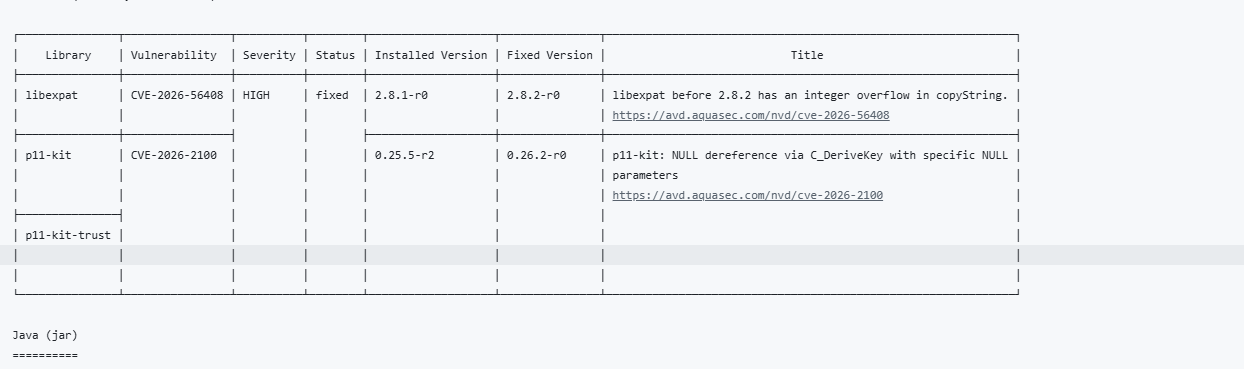 Library Vulnerability Severity Status Installed Version Fixed Version Title
libexpat CVE-2026-56408 HIGH fixed 2.8.1-r0 2.8.2-r0 libexpat before 2.8.2 has an integer overflow in copyString.
https://avd.aquasec.com/nvd/cve-2026-56408
p11-kit CVE-2026-2100 0.25.5-r2 0.26.2-r0 p11-kit: NULL dereference via C_DeriveKey with specific NULL
parameters
https://avd.aquasec.com/nvd/cve-2026-2100
p11-kit-trust
Java (jar)
==========